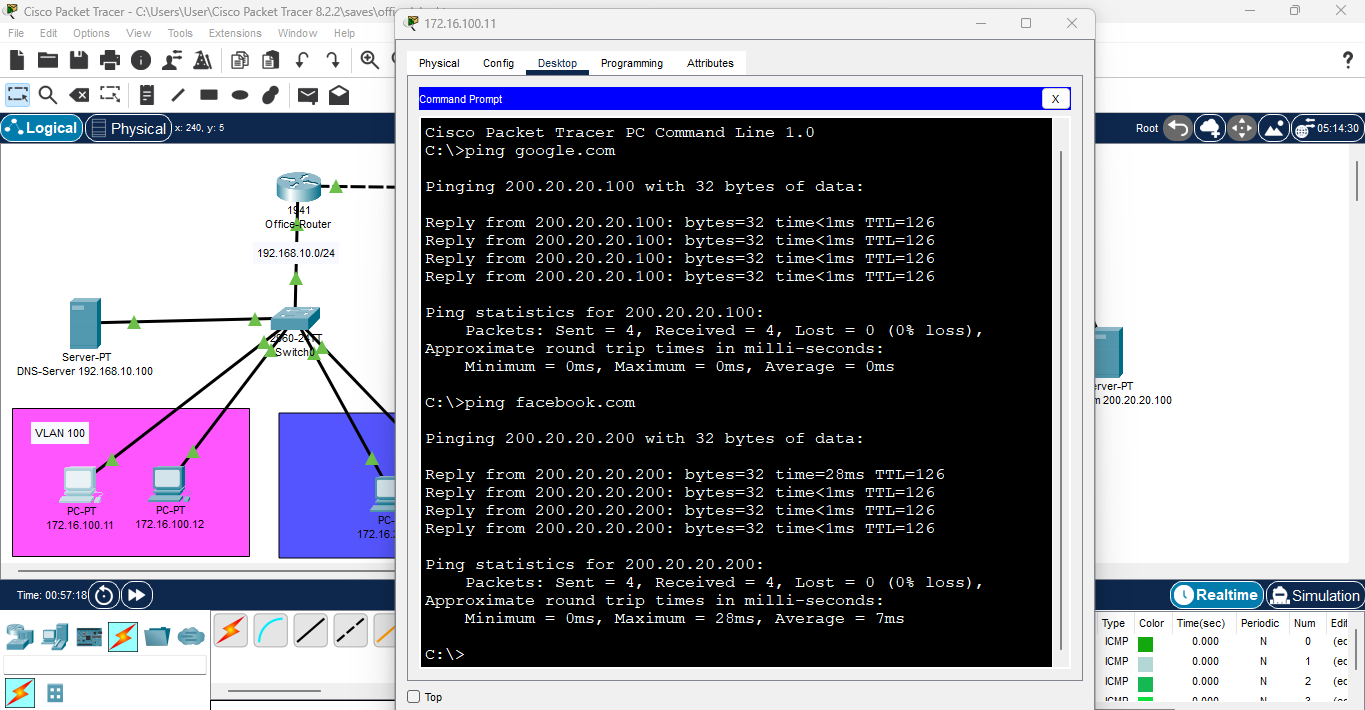 Cisco Packet Tracer - C:\Users\User\Cisco Packet Tracer 8.2.2\saves\offi
File Edit Options View Tools Extensions Window Help
Logical Physical x: 240, y: 5
Root 05:14:30
1941
Office-Router
192.168.10.0/24
Server-PT
DNS-Server 192.168.10.100
Switch0
VLAN 100
PC-PT
172.16.100.11
PC-PT
172.16.100.12
PC-
172.16.
172.16.100.11
Physical Config Desktop Programming Attributes
Command Prompt X
Cisco Packet Tracer PC Command Line 1.0
C:\>ping google.com
Pinging 200.20.20.100 with 32 bytes of data:
Reply from 200.20.20.100: bytes=32 time<1ms TTL=126
Reply from 200.20.20.100: bytes=32 time<1ms TTL=126
Reply from 200.20.20.100: bytes=32 time<1ms TTL=126
Reply from 200.20.20.100: bytes=32 time<1ms TTL=126
Ping statistics for 200.20.20.100:
Packets: Sent = 4, Received = 4, Lost = 0 (0% loss),
Approximate round trip times in milli-seconds:
Minimum = 0ms, Maximum = 0ms, Average = 0ms
C:\>ping facebook.com
Pinging 200.20.20.200 with 32 bytes of data:
Reply from 200.20.20.200: bytes=32 time=28ms TTL=126
Reply from 200.20.20.200: bytes=32 time<1ms TTL=126
Reply from 200.20.20.200: bytes=32 time<1ms TTL=126
Reply from 200.20.20.200: bytes=32 time<1ms TTL=126
Ping statistics for 200.20.20.200:
Packets: Sent = 4, Received = 4, Lost = 0 (0% loss),
Approximate round trip times in milli-seconds:
Minimum = 0ms, Maximum = 28ms, Average = 7ms
C:\>
Top
erver-PT
200.20.20.100
Time: 00:57:18
Realtime Simulation
Type Color Time(sec) Periodic Num Edi
ICMP 0.000 N 0 (ec
ICMP 0.000 N 1 (ec
ICMP 0.000 N 2 (ec